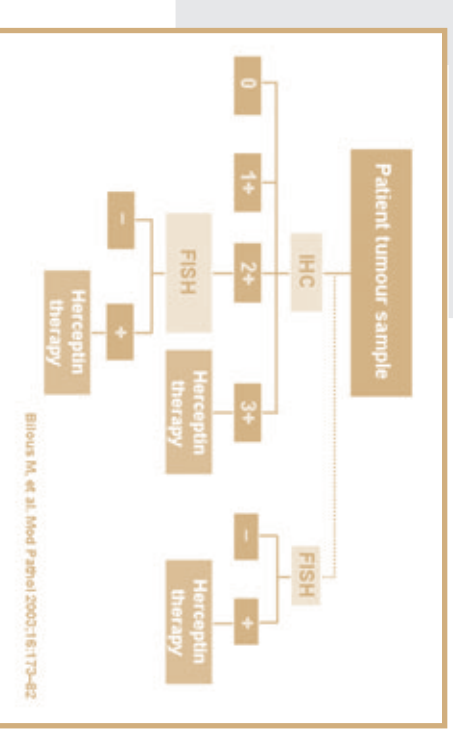 Patient tumour sample
IHC
FISH
0
1+
2+
3+
–
+
FISH
Herceptin
therapy
Herceptin
therapy
–
+
Herceptin
therapy
Bilous M, et al. Mod Pathol 2003;16:173–82